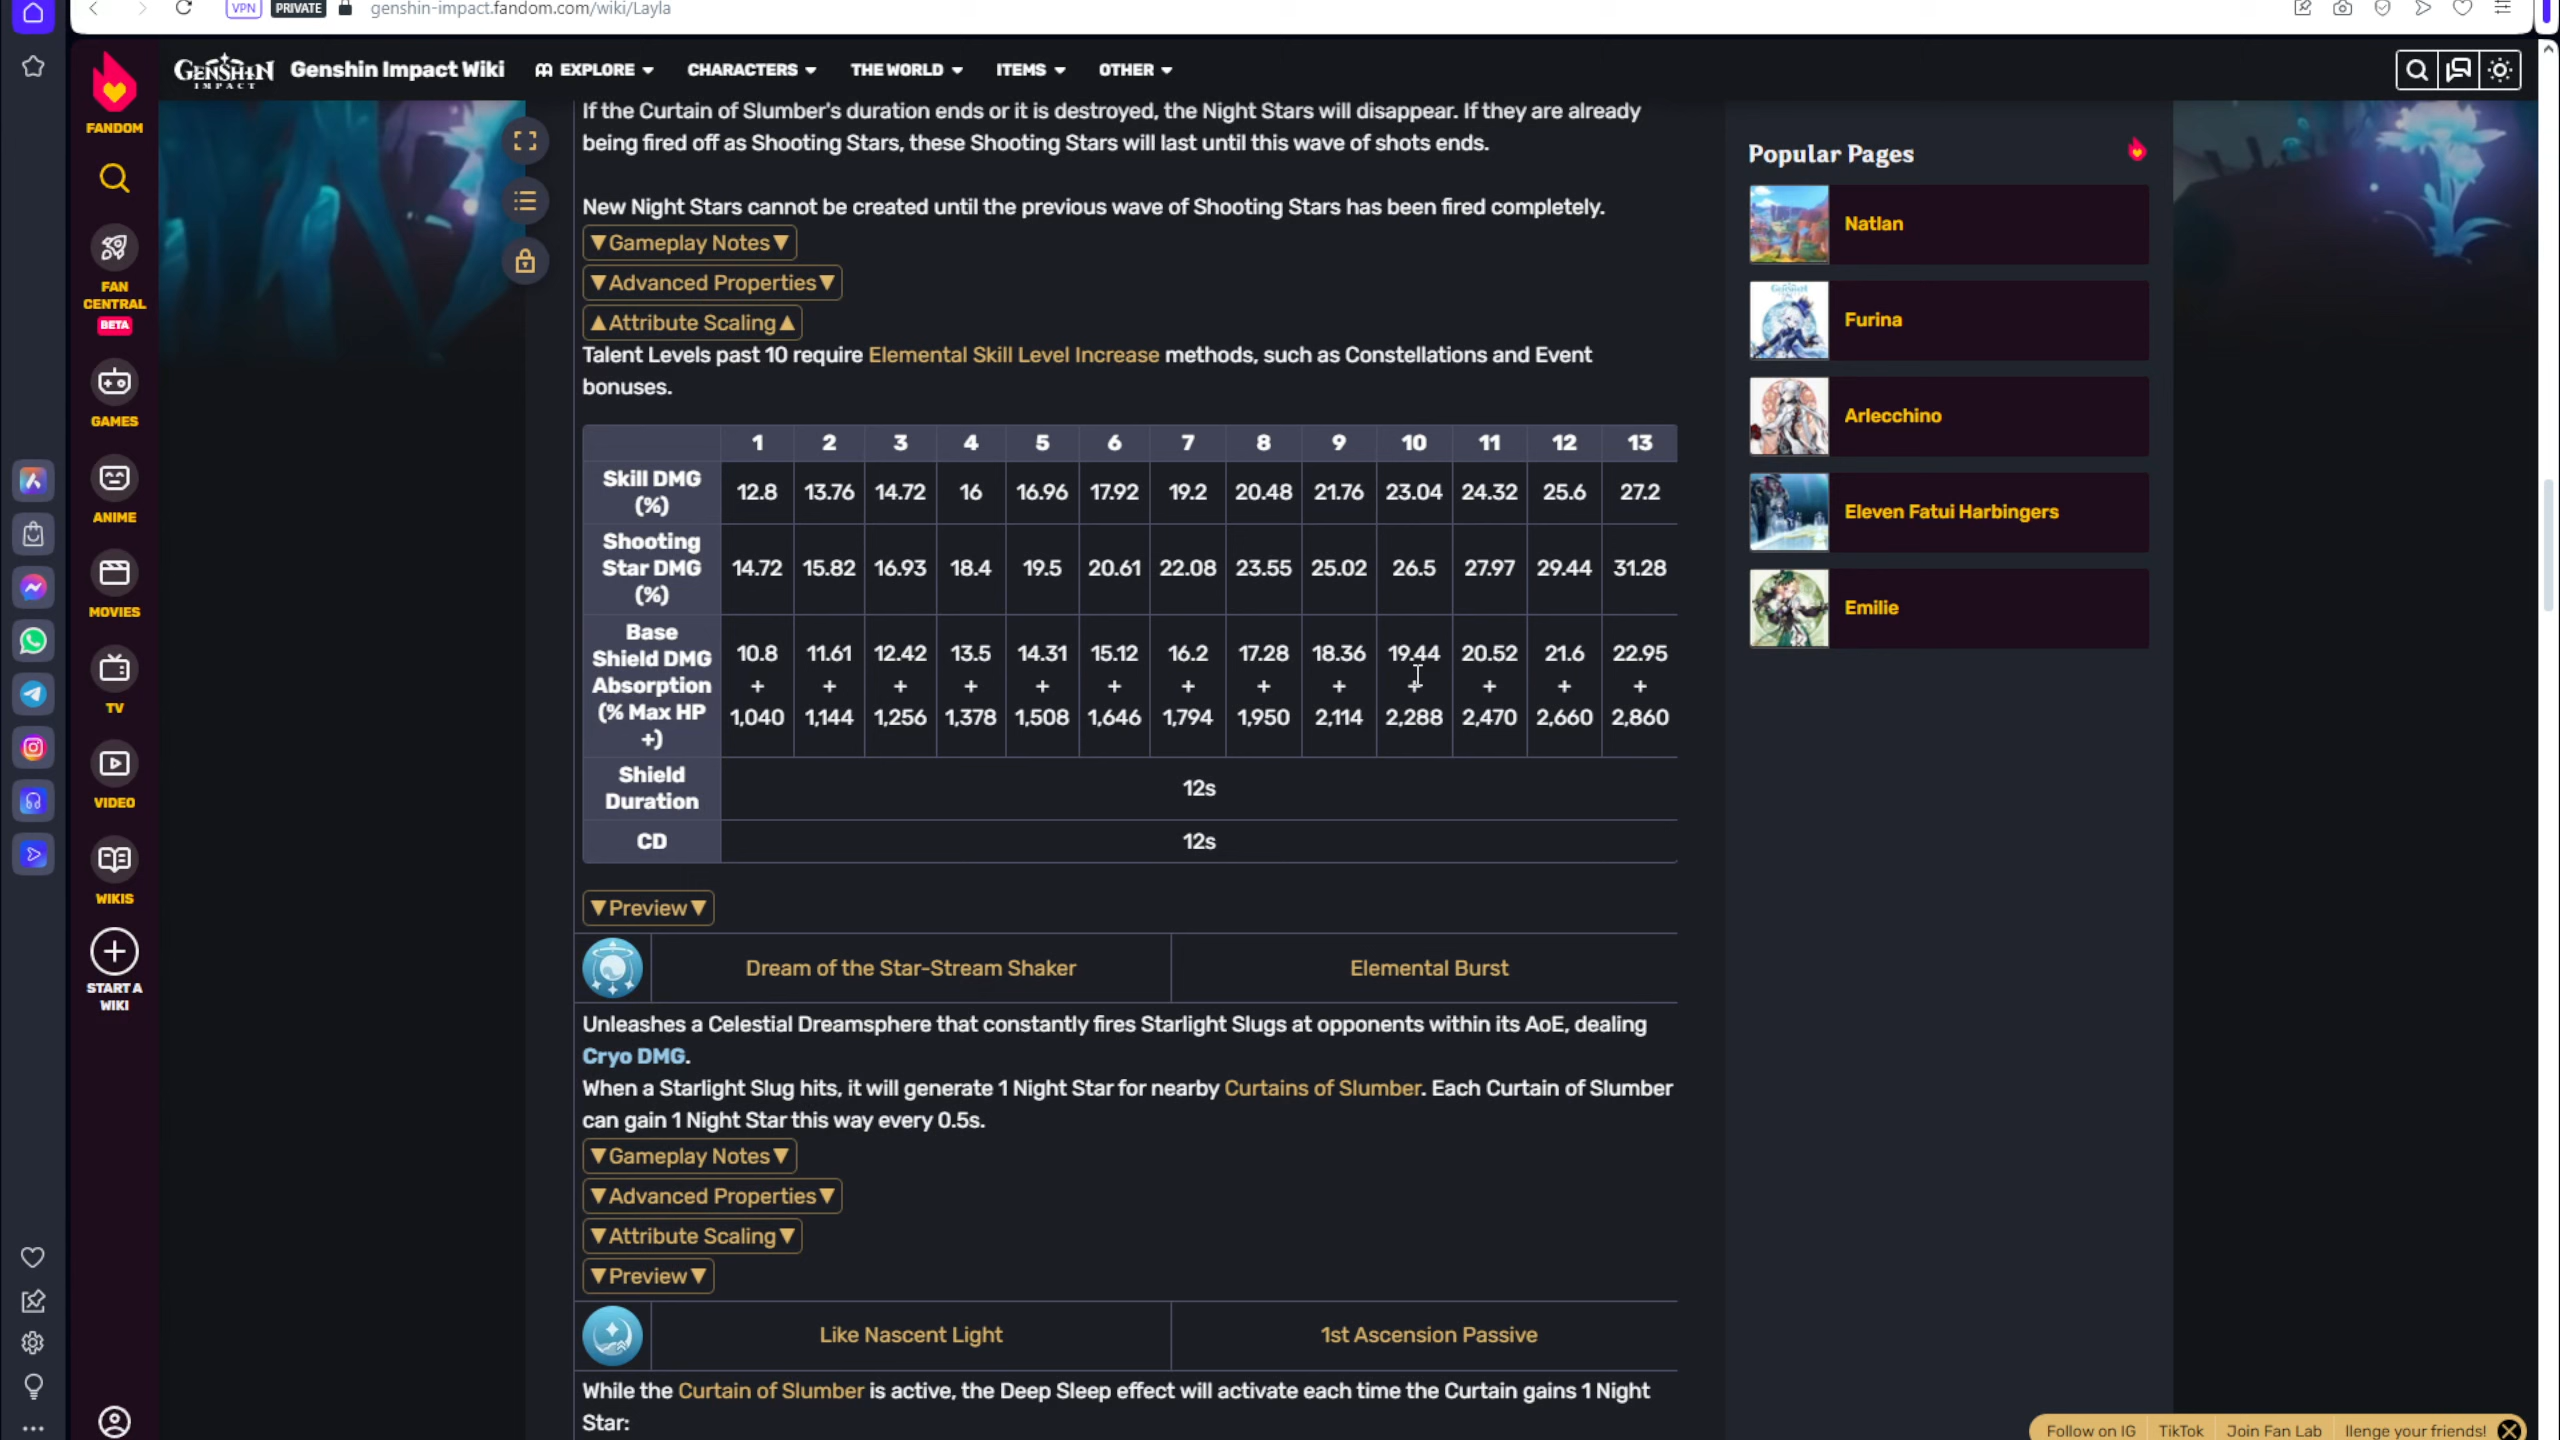 VPN PRIVATE genshin-impact.fandom.com/wiki/Layla
GENSHIN IMPACT Genshin Impact Wiki EXPLORE CHARACTERS THE WORLD ITEMS OTHER
FANDOM
FAN CENTRAL
BETA
GAMES
ANIME
MOVIES
TV
VIDEO
WIKIS
START A WIKI
If the Curtain of Slumber's duration ends or it is destroyed, the Night Stars will disappear. If they are already
being fired off as Shooting Stars, these Shooting Stars will last until this wave of shots ends.
New Night Stars cannot be created until the previous wave of Shooting Stars has been fired completely.
▼Gameplay Notes▼
▼Advanced Properties▼
▲Attribute Scaling▲
Talent Levels past 10 require Elemental Skill Level Increase methods, such as Constellations and Event
bonuses.
1 2 3 4 5 6 7 8 9 10 11 12 13
Skill DMG (%) 12.8 13.76 14.72 16 16.96 17.92 19.2 20.48 21.76 23.04 24.32 25.6 27.2
Shooting Star DMG (%) 14.72 15.82 16.93 18.4 19.5 20.61 22.08 23.55 25.02 26.5 27.97 29.44 31.28
Base Shield DMG Absorption (% Max HP +)
10.8 11.61 12.42 13.5 14.31 15.12 16.2 17.28 18.36 19.44 20.52 21.6 22.95
+ + + + + + + + + + + + +
1,040 1,144 1,256 1,378 1,508 1,646 1,794 1,950 2,114 2,288 2,470 2,660 2,860
Shield Duration 12s
CD 12s
▼Preview▼
Dream of the Star-Stream Shaker Elemental Burst
Unleashes a Celestial Dreamsphere that constantly fires Starlight Slugs at opponents within its AoE, dealing
Cryo DMG.
When a Starlight Slug hits, it will generate 1 Night Star for nearby Curtains of Slumber. Each Curtain of Slumber
can gain 1 Night Star this way every 0.5s.
▼Gameplay Notes▼
▼Advanced Properties▼
▼Attribute Scaling▼
▼Preview▼
Like Nascent Light 1st Ascension Passive
While the Curtain of Slumber is active, the Deep Sleep effect will activate each time the Curtain gains 1 Night
Star:
Popular Pages
Natlan
Furina
Arlecchino
Eleven Fatui Harbingers
Emilie
Follow on IG TikTok Join Fan Lab llenge your friends!